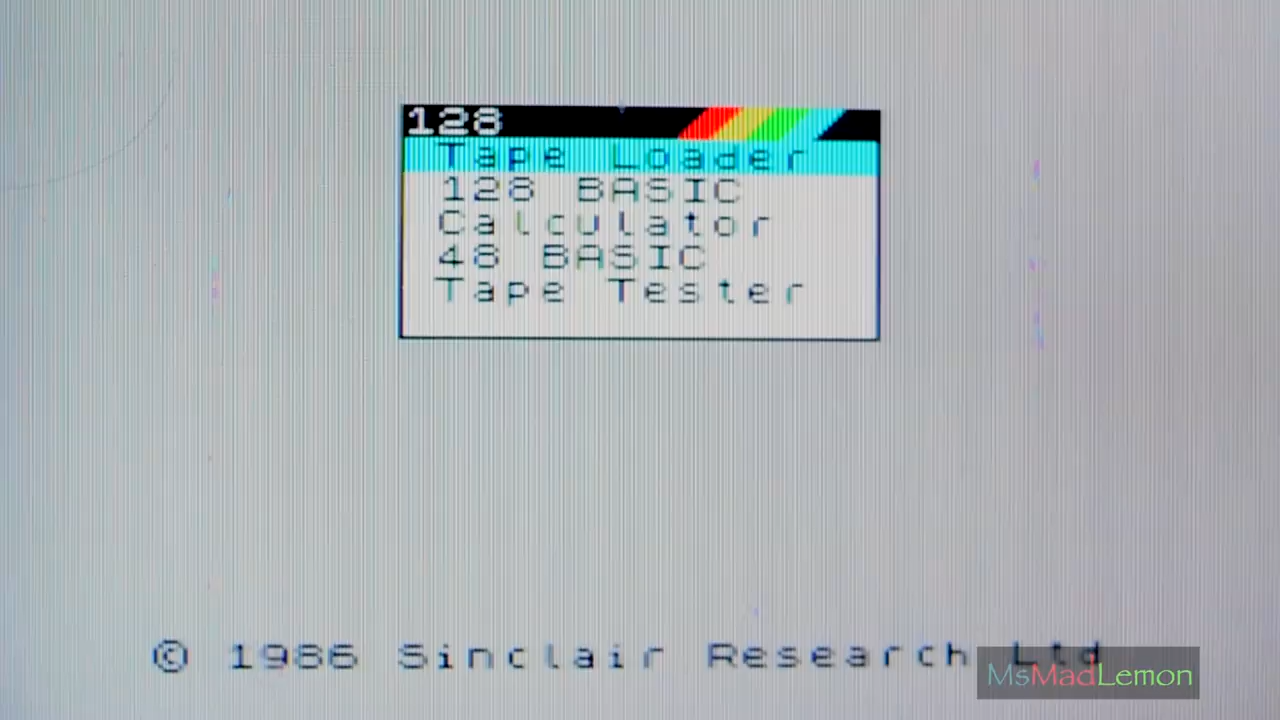 128
Tape Loader
128 BASIC
Calculator
48 BASIC
Tape Tester
© 1986 Sinclair Research Ltd
MsMadLemon